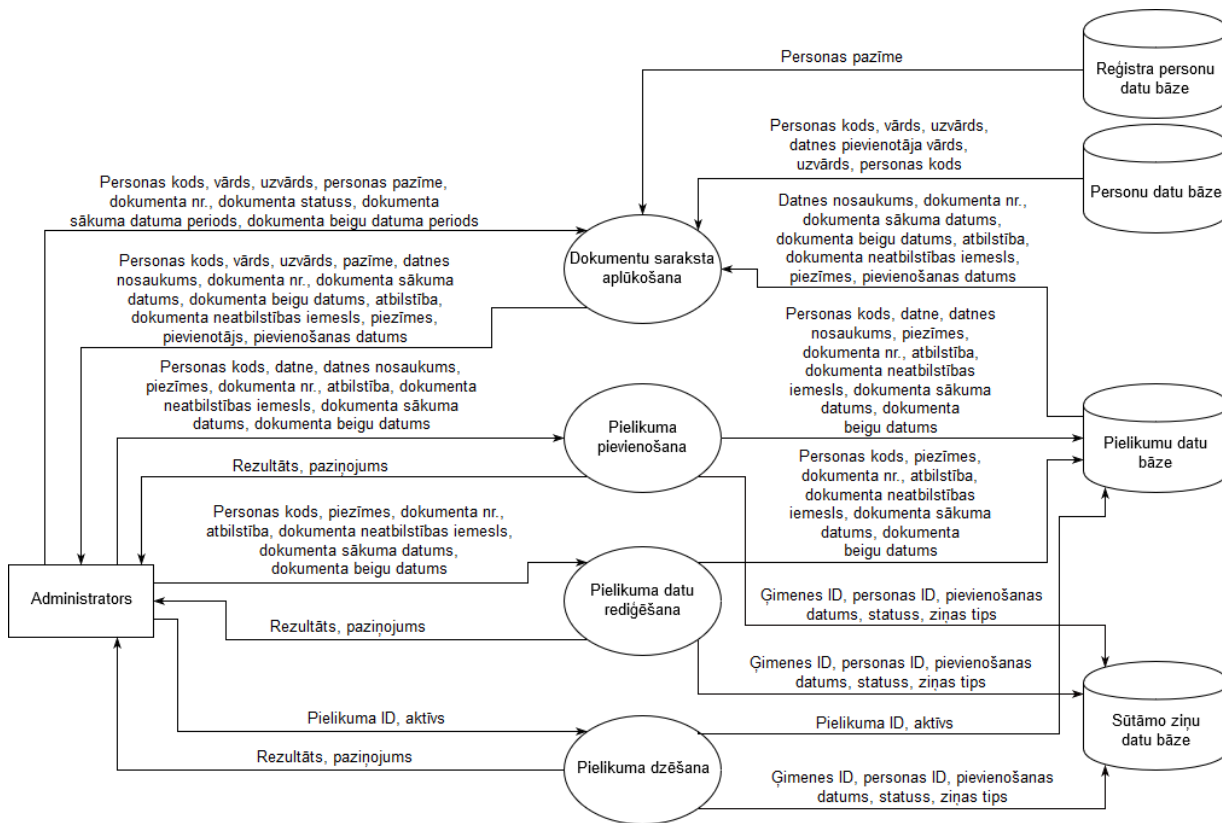 Personas pazīme
Reģistra personu
datu bāze
Personas kods, vārds, uzvārds,
datnes pievienotāja vārds,
uzvārds, personas kods
Personu datu bāze
Personas kods, vārds, uzvārds, personas pazīme,
dokumenta nr., dokumenta statuss, dokumenta
sākuma datuma periods, dokumenta beigu datuma periods
Datnes nosaukums, dokumenta nr.,
dokumenta sākuma datums,
dokumenta beigu datums, atbilstība,
dokumenta neatbilstības iemesls,
piezīmes, pievienošanas datums
Dokumentu saraksta
aplūkošana
Personas kods, vārds, uzvārds, pazīme, datnes
nosaukums, dokumenta nr., dokumenta sākuma
datums, dokumenta beigu datums, atbilstība,
dokumenta neatbilstības iemesls, piezīmes,
pievienotājs, pievienošanas datums
Personas kods, datne, datnes
nosaukums, piezīmes,
dokumenta nr., atbilstība,
dokumenta neatbilstības
iemesls, dokumenta sākuma
datums, dokumenta
beigu datums
Personas kods, datne, datnes nosaukums,
piezīmes, dokumenta nr., atbilstība, dokumenta
neatbilstības iemesls, dokumenta sākuma
datums, dokumenta beigu datums
Pielikuma
pievienošana
Pielikumu datu
bāze
Rezultāts, paziņojums
Personas kods, piezīmes,
dokumenta nr., atbilstība,
dokumenta neatbilstības
iemesls, dokumenta sākuma
datums, dokumenta
beigu datums
Personas kods, piezīmes, dokumenta nr.,
atbilstība, dokumenta neatbilstības iemesls,
dokumenta sākuma datums,
dokumenta beigu datums
Administrators
Pielikuma datu
rediģēšana
Ģimenes ID, personas ID, pievienošanas
datums, statuss, ziņas tips
Rezultāts, paziņojums
Ģimenes ID, personas ID, pievienošanas
datums, statuss, ziņas tips
Sūtāmo ziņu
datu bāze
Pielikuma ID, aktīvs
Pielikuma ID, aktīvs
Rezultāts, paziņojums
Pielikuma dzēšana
Ģimenes ID, personas ID, pievienošanas
datums, statuss, ziņas tips